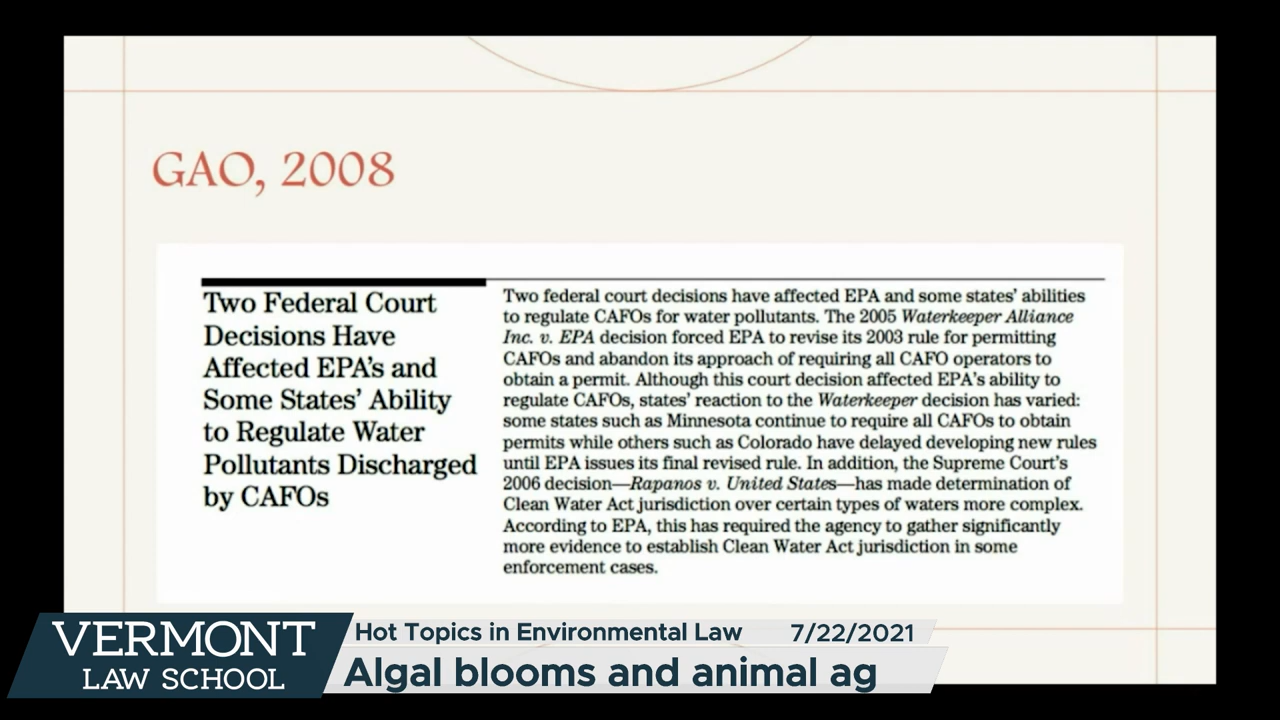 GAO, 2008
Two Federal Court
Decisions Have
Affected EPA's and
Some States' Ability
to Regulate Water
Pollutants Discharged
by CAFOs
Two federal court decisions have affected EPA and some states' abilities
to regulate CAFOs for water pollutants. The 2005 Waterkeeper Alliance
Inc. v. EPA decision forced EPA to revise its 2003 rule for permitting
CAFOs and abandon its approach of requiring all CAFO operators to
obtain a permit. Although this court decision affected EPA's ability to
regulate CAFOs, states' reaction to the Waterkeeper decision has varied:
some states such as Minnesota continue to require all CAFOs to obtain
permits while others such as Colorado have delayed developing new rules
until EPA issues its final revised rule. In addition, the Supreme Court's
2006 decision—Rapanos v. United States—has made determination of
Clean Water Act jurisdiction over certain types of waters more complex.
According to EPA, this has required the agency to gather significantly
more evidence to establish Clean Water Act jurisdiction in some
enforcement cases.
VERMONT
LAW SCHOOL
Hot Topics in Environmental Law 7/22/2021
Algal blooms and animal ag